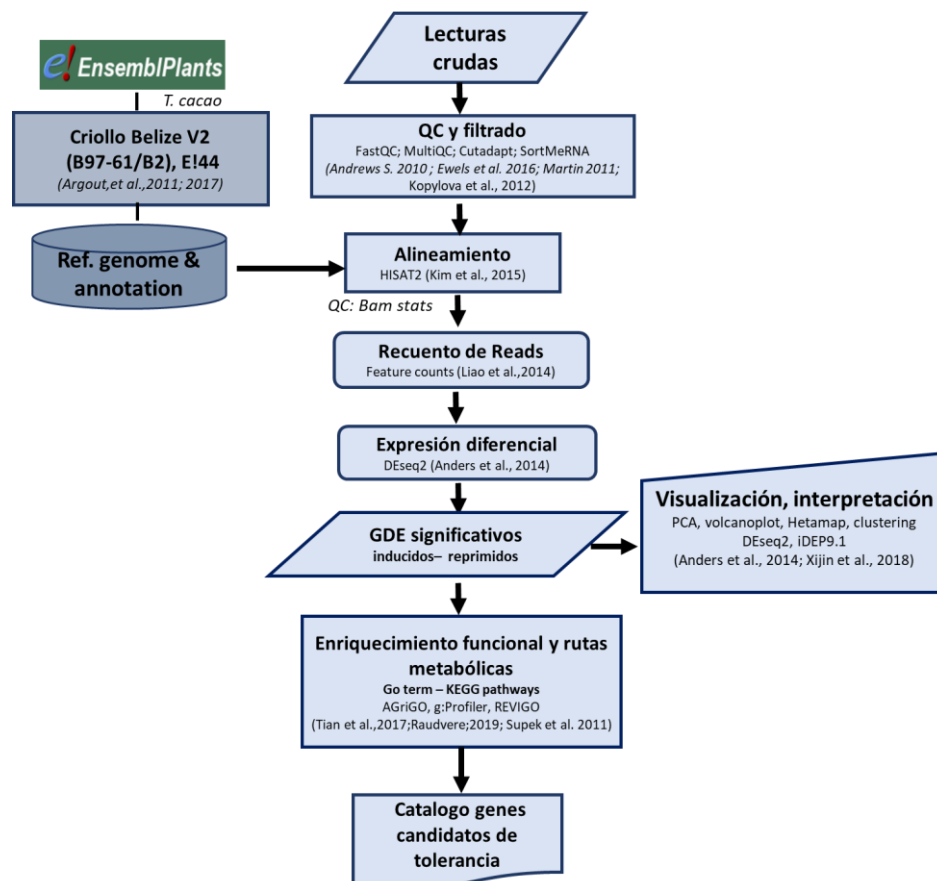 Lecturas
crudas
e! EnsemblPlants
T. cacao
Criollo Belize V2
(B97-61/B2), E!44
(Argout,et al.,2011; 2017)
Ref. genome &
annotation
QC y filtrado
FastQC; MultiQC; Cutadapt; SortMeRNA
(Andrews S. 2010 ; Ewels et al. 2016; Martin 2011;
Kopylova et al., 2012)
Alineamiento
HISAT2 (Kim et al., 2015)
QC: Bam stats
Recuento de Reads
Feature counts (Liao et al.,2014)
Expresión diferencial
DEseq2 (Anders et al., 2014)
GDE significativos
inducidos– reprimidos
Visualización, interpretación
PCA, volcanoplot, Hetamap, clustering
DEseq2, iDEP9.1
(Anders et al., 2014; Xijin et al., 2018)
Enriquecimiento funcional y rutas
metabólicas
Go term – KEGG pathways
AGriGO, g:Profiler, REVIGO
(Tian et al.,2017;Raudvere;2019; Supek et al. 2011)
Catalogo genes
candidatos de
tolerancia